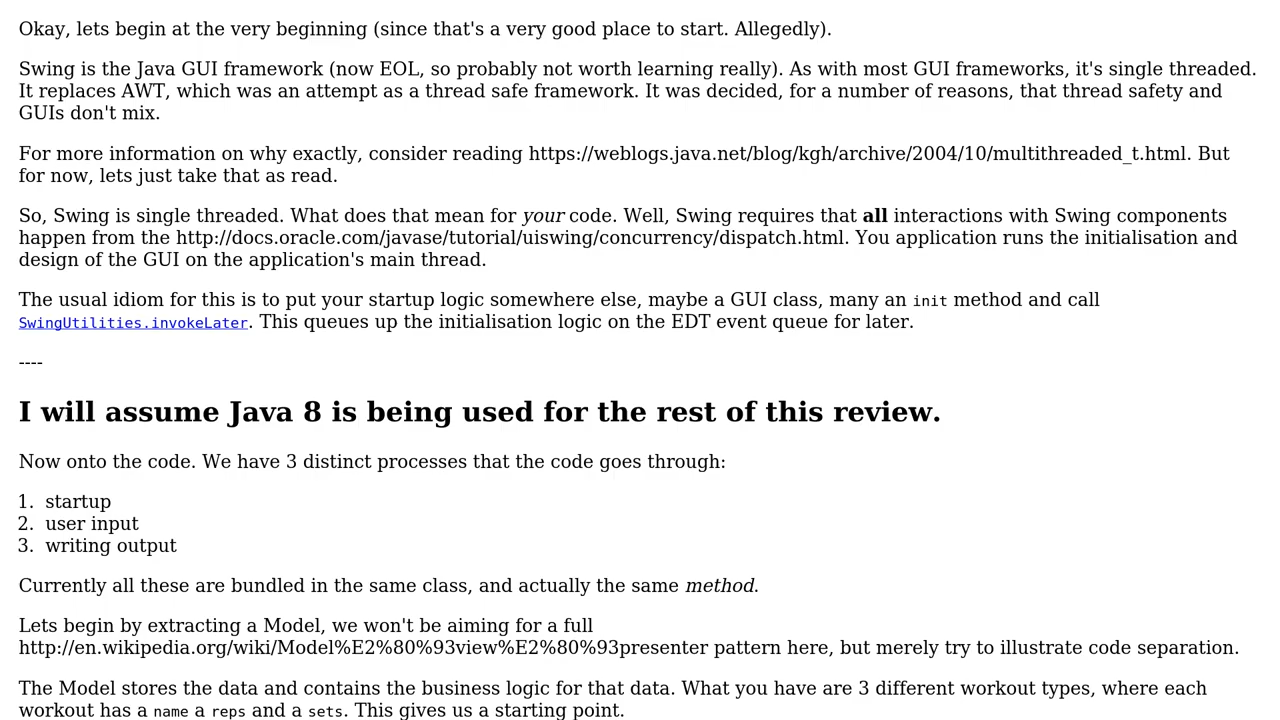 Okay, lets begin at the very beginning (since that's a very good place to start. Allegedly).
Swing is the Java GUI framework (now EOL, so probably not worth learning really). As with most GUI frameworks, it's single threaded.
It replaces AWT, which was an attempt as a thread safe framework. It was decided, for a number of reasons, that thread safety and
GUIs don't mix.
For more information on why exactly, consider reading https://weblogs.java.net/blog/kgh/archive/2004/10/multithreaded_t.html. But
for now, lets just take that as read.
So, Swing is single threaded. What does that mean for your code. Well, Swing requires that all interactions with Swing components
happen from the http://docs.oracle.com/javase/tutorial/uiswing/concurrency/dispatch.html. You application runs the initialisation and
design of the GUI on the application's main thread.
The usual idiom for this is to put your startup logic somewhere else, maybe a GUI class, many an init method and call
SwingUtilities.invokeLater. This queues up the initialisation logic on the EDT event queue for later.
----
I will assume Java 8 is being used for the rest of this review.
Now onto the code. We have 3 distinct processes that the code goes through:
1. startup
2. user input
3. writing output
Currently all these are bundled in the same class, and actually the same method.
Lets begin by extracting a Model, we won't be aiming for a full
http://en.wikipedia.org/wiki/Model%E2%80%93view%E2%80%93presenter pattern here, but merely try to illustrate code separation.
The Model stores the data and contains the business logic for that data. What you have are 3 different workout types, where each
workout has a name a reps and a sets. This gives us a starting point.